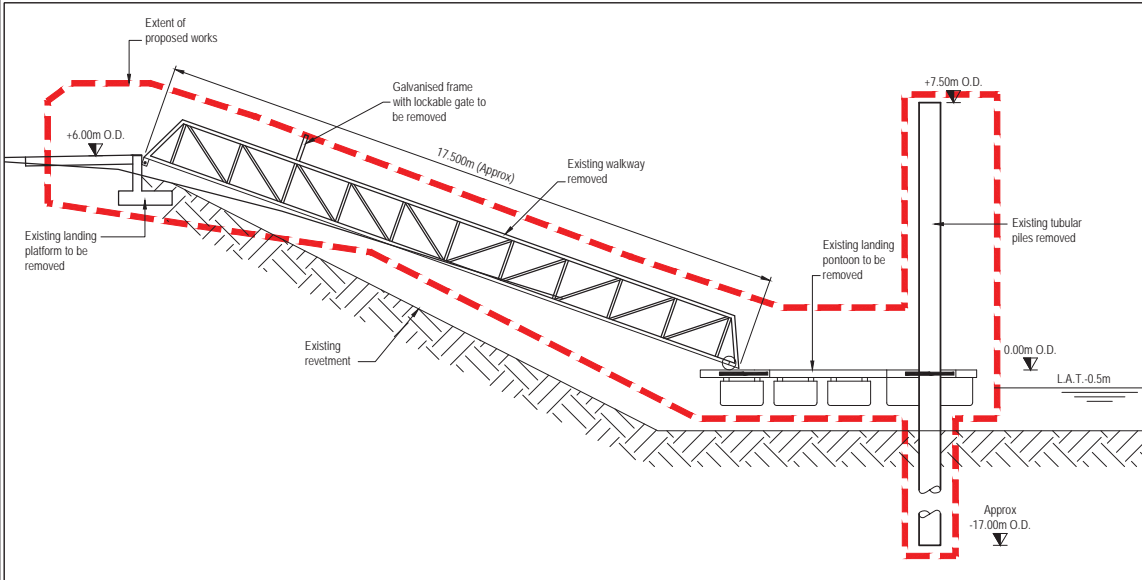 Extent of
proposed works
+7.50m O.D.
Galvanised frame
with lockable gate to
be removed
+6.00m O.D.
17.500m (Approx)
Existing walkway
removed
Existing landing
platform to be
removed
Existing landing
pontoon to be
removed
Existing tubular
piles removed
Existing
revetment
0.00m O.D.
L.A.T.-0.5m
Approx
-17.00m O.D.